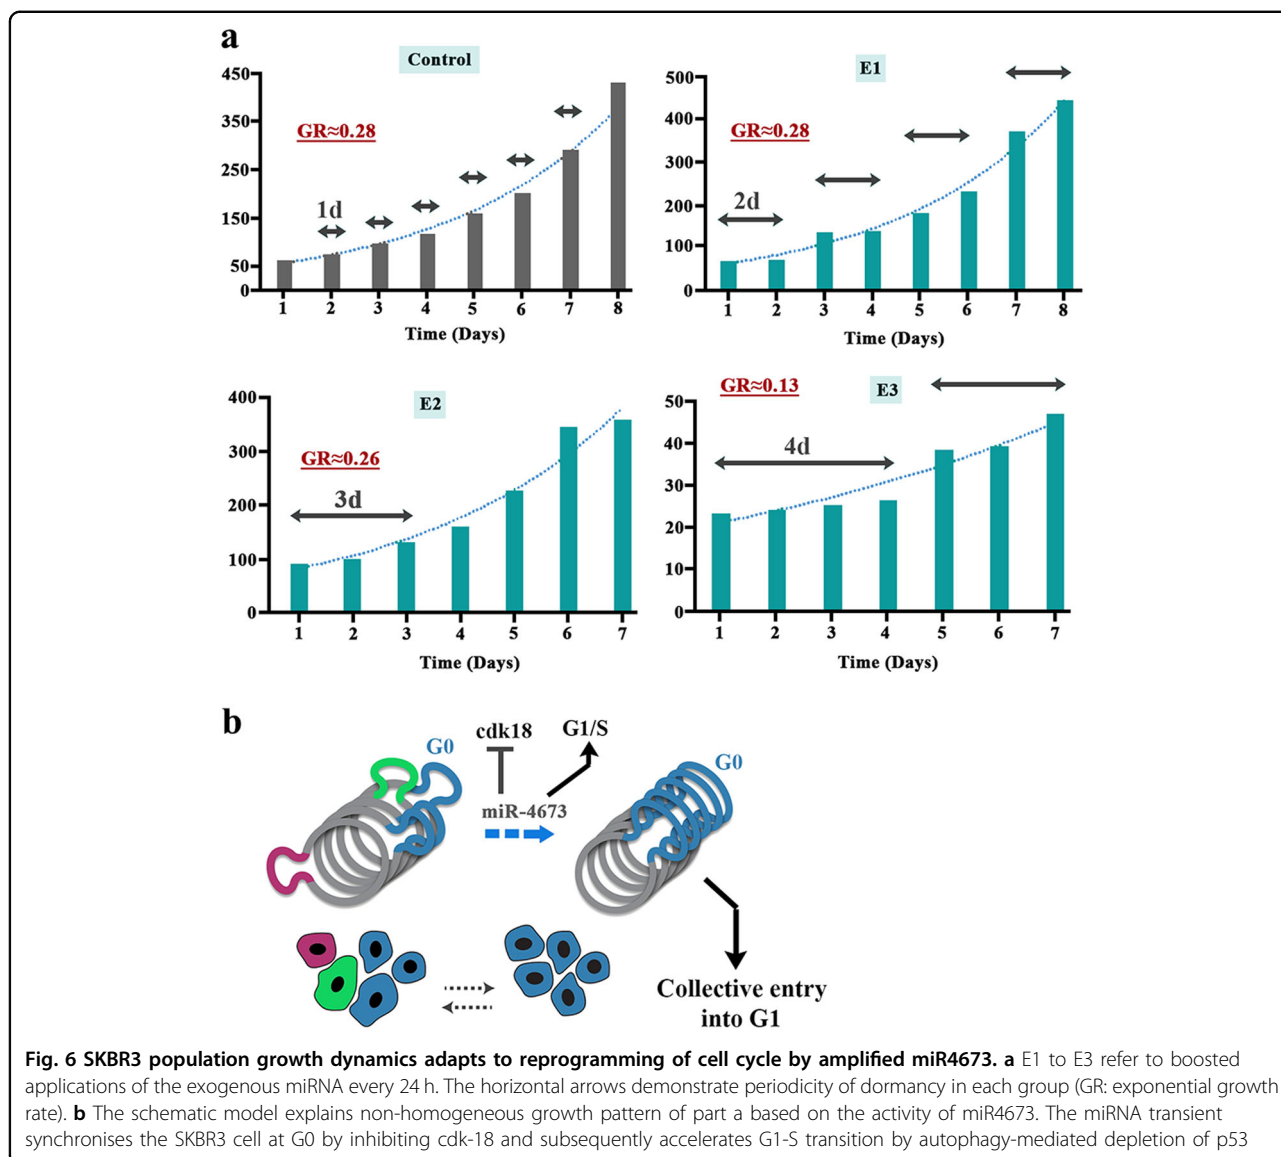 a
Control
450
350
250
150
50
0
GR≈0.28
1d
1 2 3 4 5 6 7 8
Time (Days)
E1
500
400
300
200
100
0
GR≈0.28
2d
1 2 3 4 5 6 7 8
Time (Days)
E2
400
300
200
100
0
GR≈0.26
3d
1 2 3 4 5 6 7
Time (Days)
E3
50
40
30
20
10
0
GR≈0.13
4d
1 2 3 4 5 6 7
Time (Days)
b
G0
cdk18
G1/S
miR-4673
G0
Collective entry
into G1
Fig. 6 SKBR3 population growth dynamics adapts to reprogramming of cell cycle by amplified miR4673. a E1 to E3 refer to boosted
applications of the exogenous miRNA every 24 h. The horizontal arrows demonstrate periodicity of dormancy in each group (GR: exponential growth
rate). b The schematic model explains non-homogeneous growth pattern of part a based on the activity of miR4673. The miRNA transient
synchronises the SKBR3 cell at G0 by inhibiting cdk-18 and subsequently accelerates G1-S transition by autophagy-mediated depletion of p53